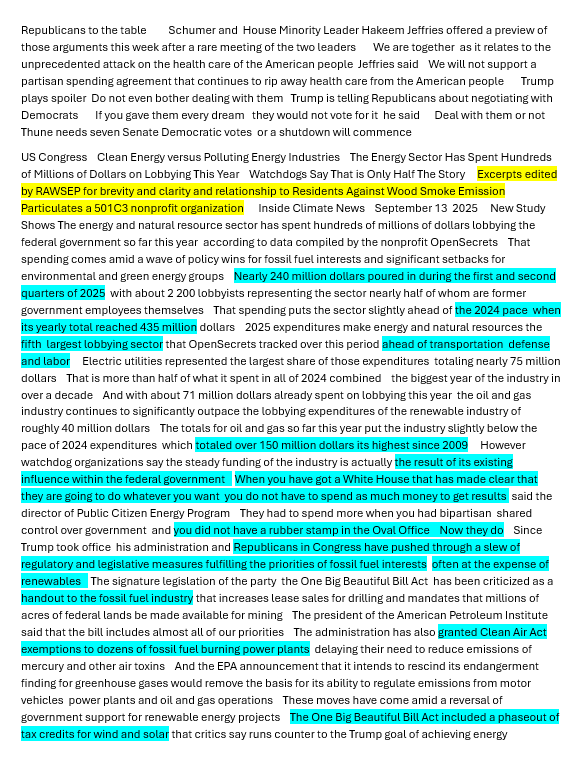 Republicans to the table Schumer and House Minority Leader Hakeem Jeffries offered a preview of
those arguments this week after a rare meeting of the two leaders We are together as it relates to the
unprecedented attack on the health care of the American people Jeffries said We will not support a
partisan spending agreement that continues to rip away health care from the American people Trump
plays spoiler Do not even bother dealing with them Trump is telling Republicans about negotiating with
Democrats If you gave them every dream they would not vote for it he said Deal with them or not
Thune needs seven Senate Democratic votes or a shutdown will commence
US Congress Clean Energy versus Polluting Energy Industries The Energy Sector Has Spent Hundreds
of Millions of Dollars on Lobbying This Year Watchdogs Say That is Only Half The Story Excerpts edited
by RAWSEP for brevity and clarity and relationship to Residents Against Wood Smoke Emission
Particulates a 501C3 nonprofit organization Inside Climate News September 13 2025 New Study
Shows The energy and natural resource sector has spent hundreds of millions of dollars lobbying the
federal government so far this year according to data compiled by the nonprofit OpenSecrets That
spending comes amid a wave of policy wins for fossil fuel interests and significant setbacks for
environmental and green energy groups Nearly 240 million dollars poured in during the first and second
quarters of 2025 with about 2 200 lobbyists representing the sector nearly half of whom are former
government employees themselves That spending puts the sector slightly ahead of the 2024 pace when
its yearly total reached 435 million dollars 2025 expenditures make energy and natural resources the
fifth largest lobbying sector that OpenSecrets tracked over this period ahead of transportation defense
and labor Electric utilities represented the largest share of those expenditures totaling nearly 75 million
dollars That is more than half of what it spent in all of 2024 combined the biggest year of the industry in
over a decade And with about 71 million dollars already spent on lobbying this year the oil and gas
industry continues to significantly outpace the lobbying expenditures of the renewable industry of
roughly 40 million dollars The totals for oil and gas so far this year put the industry slightly below the
pace of 2024 expenditures which totaled over 150 million dollars its highest since 2009 However
watchdog organizations say the steady funding of the industry is actually the result of its existing
influence within the federal government When you have got a White House that has made clear that
they are going to do whatever you want you do not have to spend as much money to get results said the
director of Public Citizen Energy Program They had to spend more when you had bipartisan shared
control over government and you did not have a rubber stamp in the Oval Office Now they do Since
Trump took office his administration and Republicans in Congress have pushed through a slew of
regulatory and legislative measures fulfilling the priorities of fossil fuel interests often at the expense of
renewables The signature legislation of the party the One Big Beautiful Bill Act has been criticized as a
handout to the fossil fuel industry that increases lease sales for drilling and mandates that millions of
acres of federal lands be made available for mining The president of the American Petroleum Institute
said that the bill includes almost all of our priorities The administration has also granted Clean Air Act
exemptions to dozens of fossil fuel burning power plants delaying their need to reduce emissions of
mercury and other air toxins And the EPA announcement that it intends to rescind its endangerment
finding for greenhouse gases would remove the basis for its ability to regulate emissions from motor
vehicles power plants and oil and gas operations These moves have come amid a reversal of
government support for renewable energy projects The One Big Beautiful Bill Act included a phaseout of
tax credits for wind and solar that critics say runs counter to the Trump goal of achieving energy